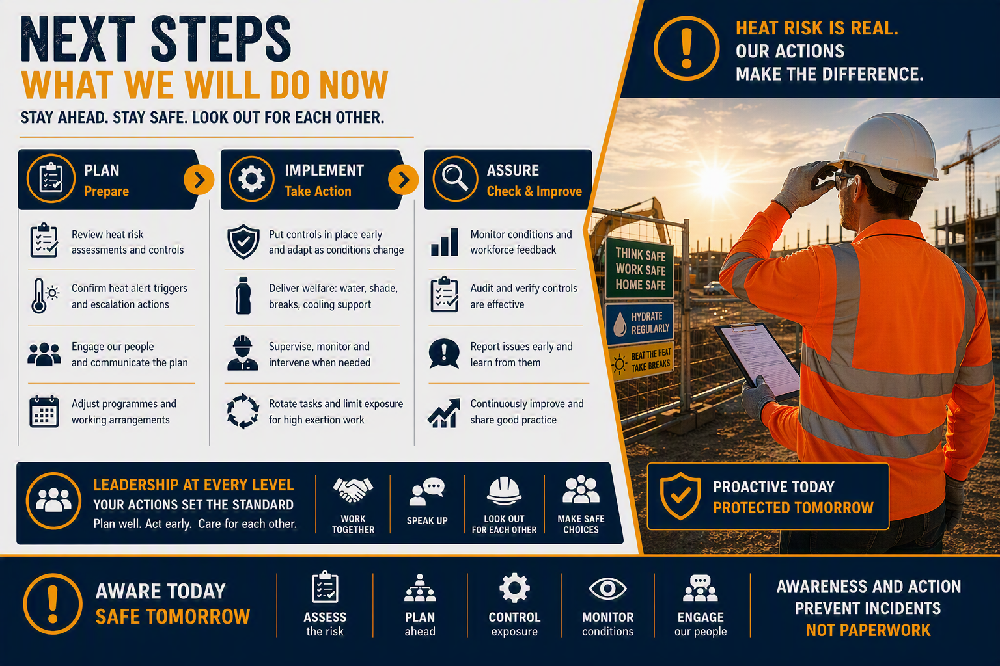 NEXT STEPS
WHAT WE WILL DO NOW
STAY AHEAD. STAY SAFE. LOOK OUT FOR EACH OTHER.
PLAN
Prepare
Review heat risk
assessments and controls
Confirm heat alert triggers
and escalation actions
Engage our people
and communicate the plan
Adjust programmes and
working arrangements
IMPLEMENT
Take Action
Put controls in place early
and adapt as conditions change
Deliver welfare: water, shade,
breaks, cooling support
Supervise, monitor and
intervene when needed
Rotate tasks and limit exposure
for high exertion work
ASSURE
Check & Improve
Monitor conditions and
workforce feedback
Audit and verify controls
are effective
Report issues early and
learn from them
Continuously improve and
share good practice
HEAT RISK IS REAL.
OUR ACTIONS
MAKE THE DIFFERENCE.
THINK SAFE
WORK SAFE
HOME SAFE
HYDRATE
REGULARLY
BEAT THE HEAT
TAKE BREAKS
PROACTIVE TODAY
PROTECTED TOMORROW
LEADERSHIP AT EVERY LEVEL
YOUR ACTIONS SET THE STANDARD
Plan well. Act early. Care for each other.
WORK
TOGETHER
SPEAK UP
LOOK OUT
FOR EACH OTHER
MAKE SAFE
CHOICES
AWARE TODAY
SAFE TOMORROW
ASSESS
the risk
PLAN
ahead
CONTROL
exposure
MONITOR
conditions
ENGAGE
our people
AWARENESS AND ACTION
PREVENT INCIDENTS
NOT PAPERWORK